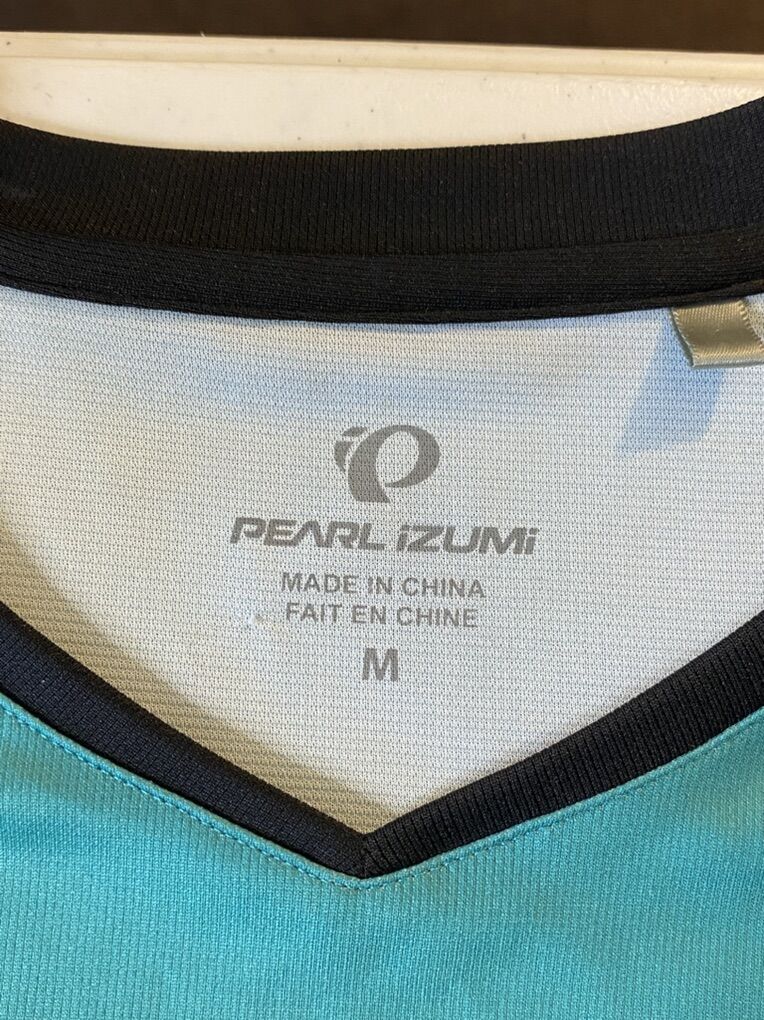 PEARL iZUMi
MADE IN CHINA
FAIT EN CHINE
M